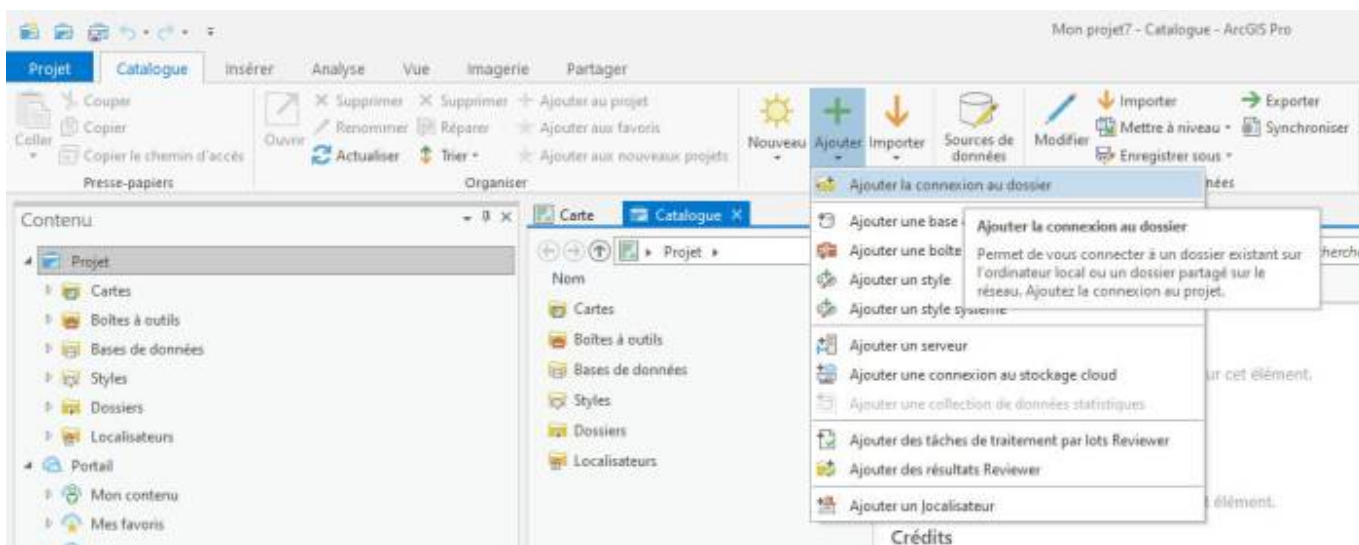 Mon projet7 - Catalogue - ArcGIS Pro
Projet Catalogue Insérer Analyse Vue Imagerie Partager
Coller
Couper
Copier
Copier le chemin d'accès
Presse-papiers
Ouvrir
Supprimer
Renommer
Actualiser
Supprimer
Réparer
Trier
Ajouter au projet
Ajouter aux favoris
Ajouter aux nouveaux projets
Organiser
Nouveau
Ajouter
Importer
Sources de
données
Modifier
Importer
Mettre à niveau
Enregistrer sous
Exporter
Synchroniser
nées
Contenu
Projet
Cartes
Boîtes à outils
Bases de données
Styles
Dossiers
Localisateurs
Portail
Mon contenu
Mes favoris
Carte Catalogue
Projet
Nom
Cartes
Boîtes à outils
Bases de données
Styles
Dossiers
Localisateurs
Ajouter la connexion au dossier
Ajouter une base
Ajouter une boîte
Ajouter un style
Ajouter un style système
Ajouter un serveur
Ajouter une connexion au stockage cloud
Ajouter une collection de données statistiques
Ajouter des tâches de traitement par lots Reviewer
Ajouter des résultats Reviewer
Ajouter un localisateur
Ajouter la connexion au dossier
Permet de vous connecter à un dossier existant sur
l'ordinateur local ou un dossier partagé sur le
réseau. Ajoutez la connexion au projet.
herche
ur cet élément.
élément.
Crédits